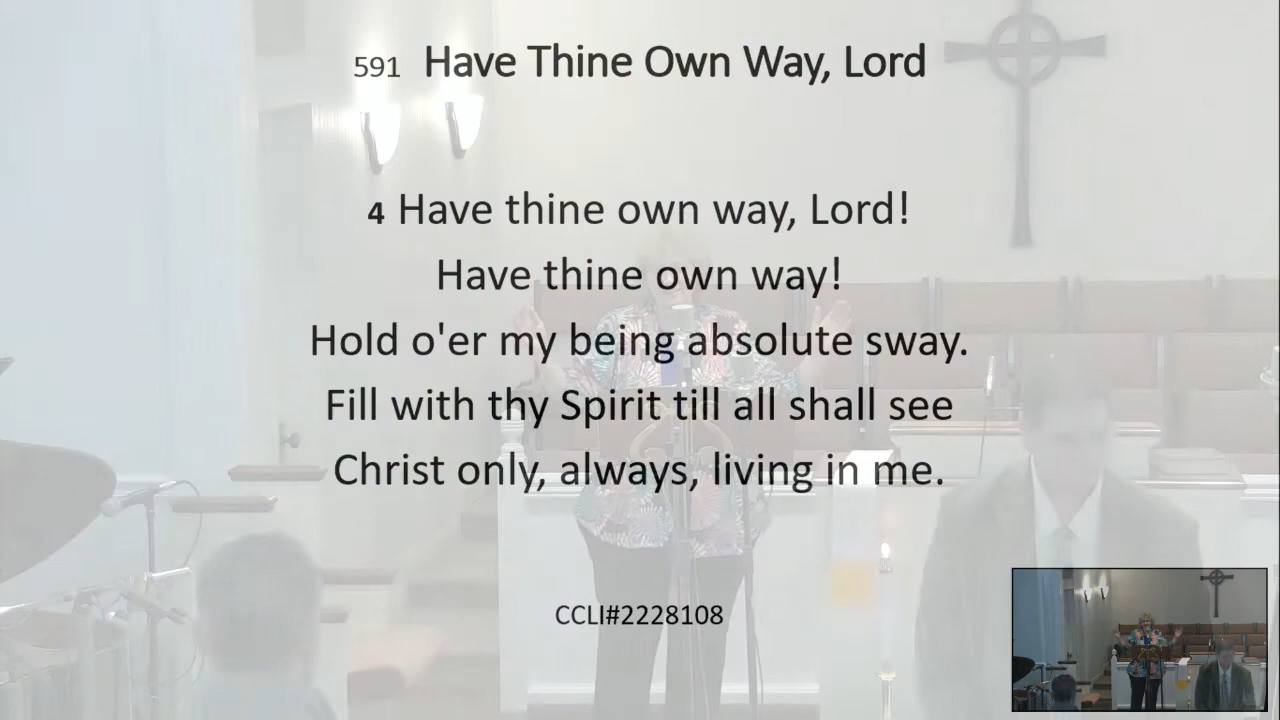 591 Have Thine Own Way, Lord
4 Have thine own way, Lord!
Have thine own way!
Hold o'er my being absolute sway.
Fill with thy Spirit till all shall see
Christ only, always, living in me.
CCLI#2228108